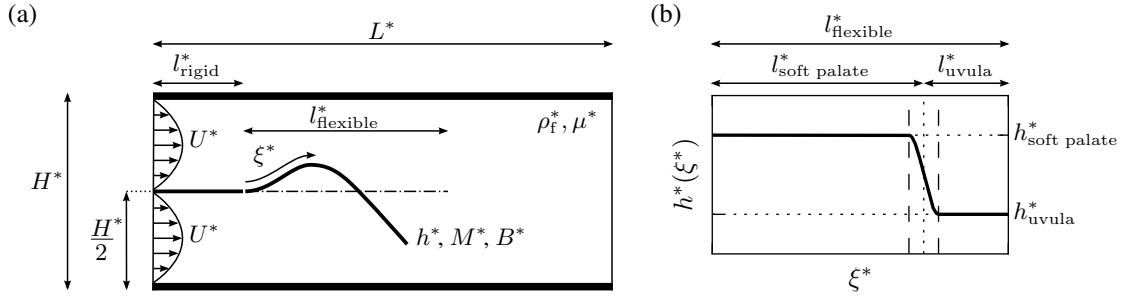 (a)
L*
l*rigid
l*flexible
ρ*f, μ*
U*
ξ*
H*
H*/2
U*
h*, M*, B*
(b)
l*flexible
l*soft palate
l*uvula
h*(ξ*)
h*soft palate
h*uvula
ξ*